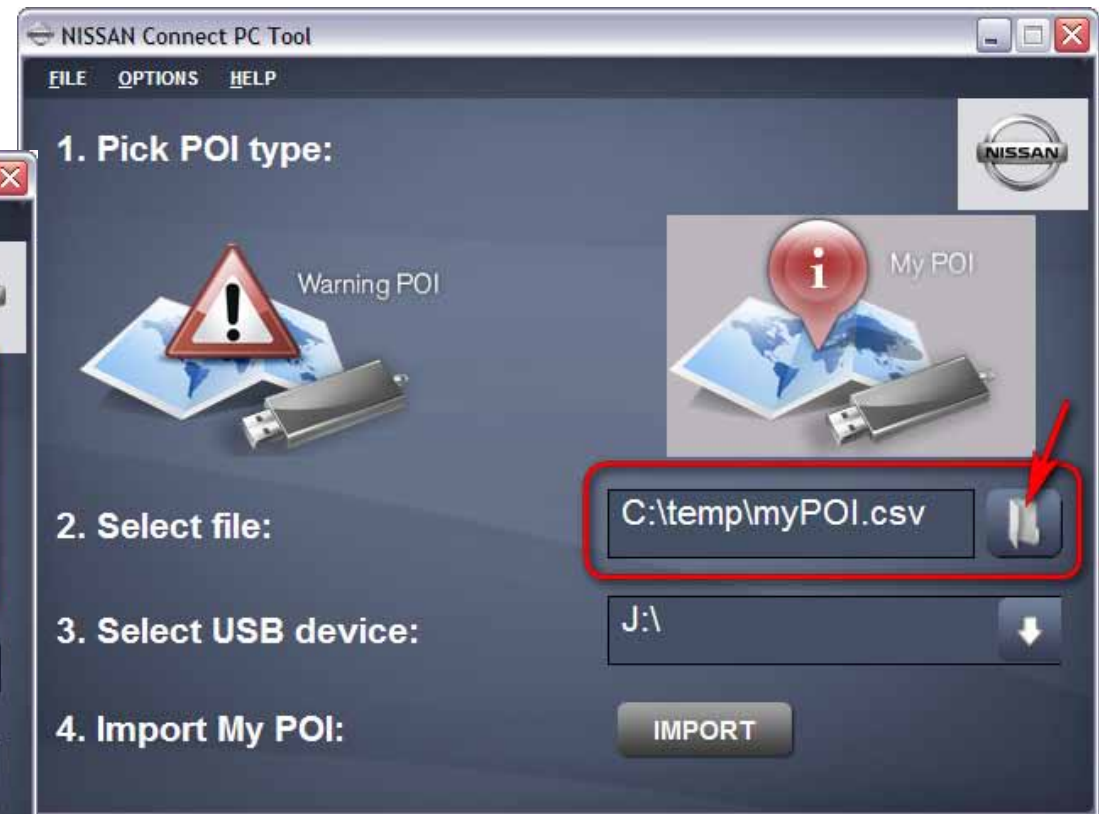 NISSAN Connect PC Tool
FILE OPTIONS HELP
1. Pick POI type:
NISSAN
Warning POI
i My POI
2. Select file:
C:\temp\myPOI.csv
3. Select USB device:
J:\
4. Import My POI:
IMPORT